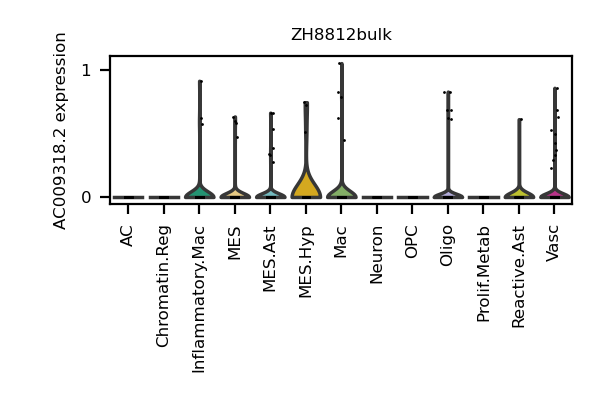 ZH8812bulk
AC009318.2 expression
1
0
AC
Chromatin.Reg
Inflammatory.Mac
MES
MES.Ast
MES.Hyp
Mac
Neuron
OPC
Oligo
Prolif.Metab
Reactive.Ast
Vasc